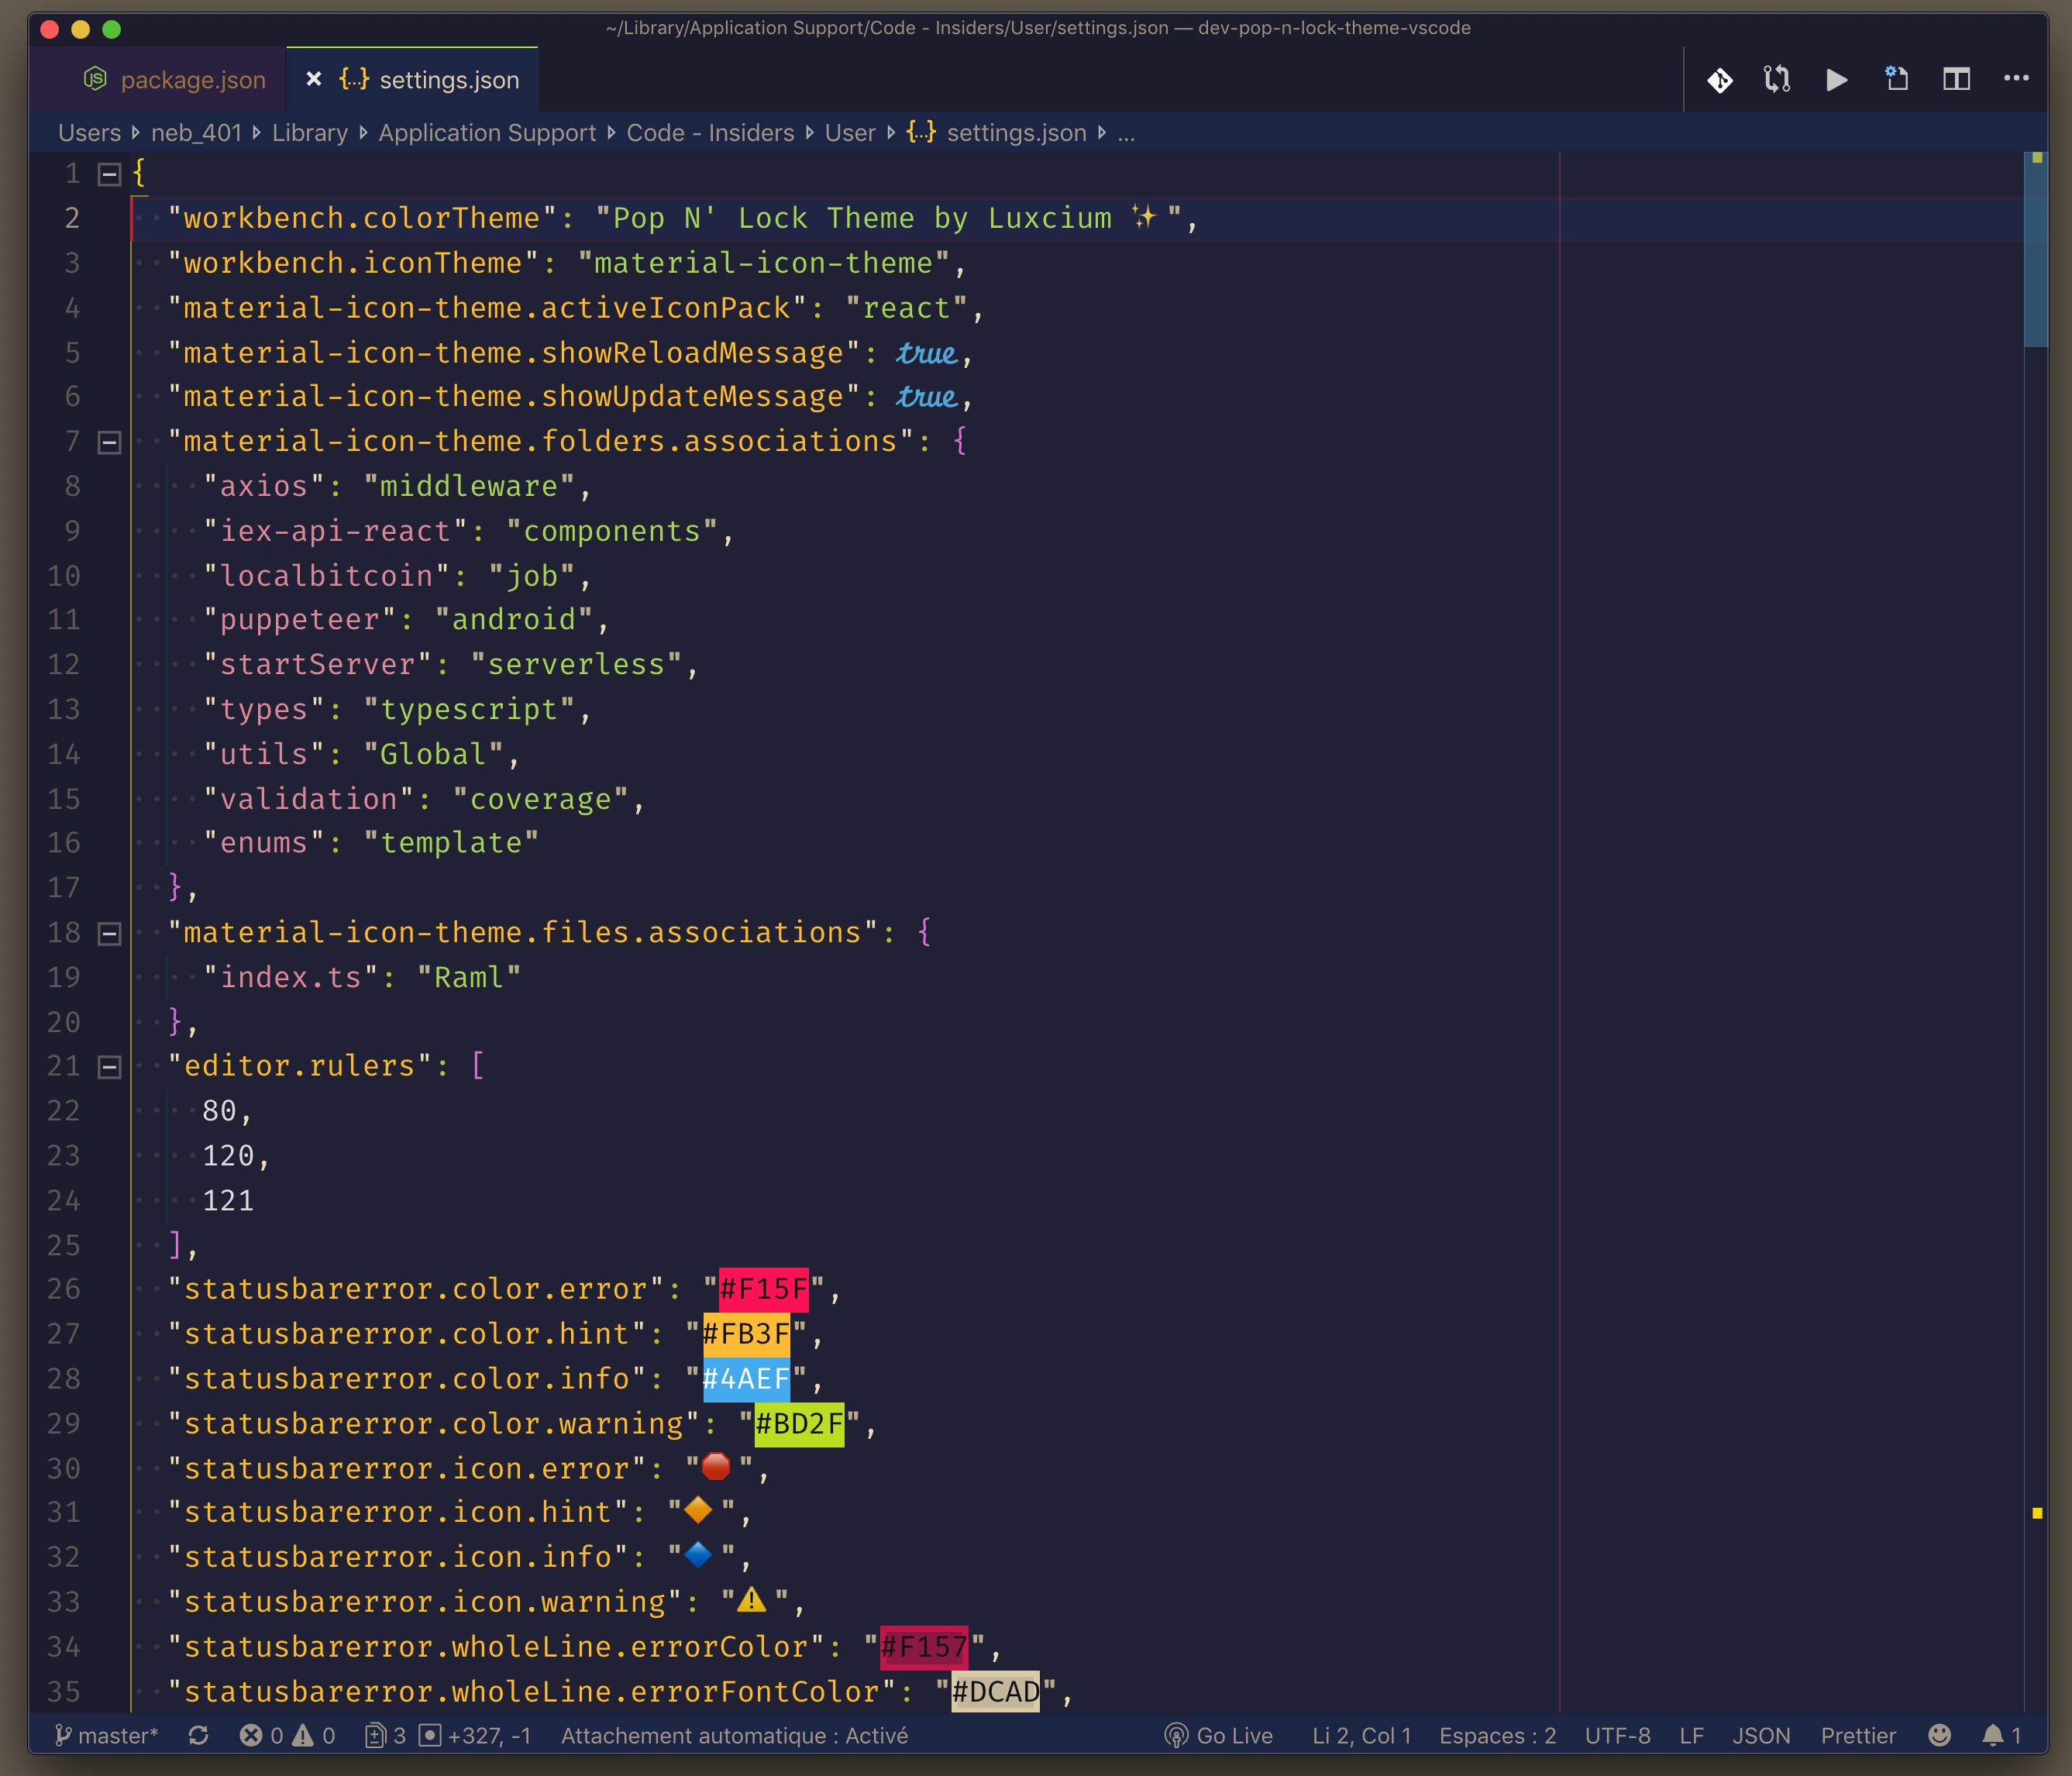 ~/Library/Application Support/Code - Insiders/User/settings.json — dev-pop-n-lock-theme-vscode
package.json
{..} settings.json
Users Library neb_401 Library Application Support Code - Insiders User {..} settings.json ...
1 {
2 "workbench.colorTheme": "Pop N' Lock Theme by Luxcium ✨ ",
3 "workbench.iconTheme": "material-icon-theme",
4 "material-icon-theme.activeIconPack": "react",
5 "material-icon-theme.showReloadMessage": true,
6 "material-icon-theme.showUpdateMessage": true,
7 "material-icon-theme.folders.associations": {
8 "axios": "middleware",
9 "iex-api-react": "components",
10 "localbitcoin": "job",
11 "puppeteer": "android",
12 "startServer": "serverless",
13 "types": "typescript",
14 "utils": "Global",
15 "validation": "coverage",
16 "enums": "template"
17 },
18 "material-icon-theme.files.associations": {
19 "index.ts": "Raml"
20 },
21 "editor.rulers": [
22 80,
23 120,
24 121
25 ],
26 "statusbarerror.color.error": "#F15F",
27 "statusbarerror.color.hint": "#FB3F",
28 "statusbarerror.color.info": "#4AEF",
29 "statusbarerror.color.warning": "#BD2F",
30 "statusbarerror.icon.error": "🛑 ",
31 "statusbarerror.icon.hint": "🔶 ",
32 "statusbarerror.icon.info": "🔷 ",
33 "statusbarerror.icon.warning": "⚠️ ",
34 "statusbarerror.wholeLine.errorColor": "#F157",
35 "statusbarerror.wholeLine.errorFontColor": "#DCAD",
master* 0 0 3 +327, -1 Attachement automatique : Activé Go Live Li 2, Col 1 Espaces : 2 UTF-8 LF JSON Prettier 1